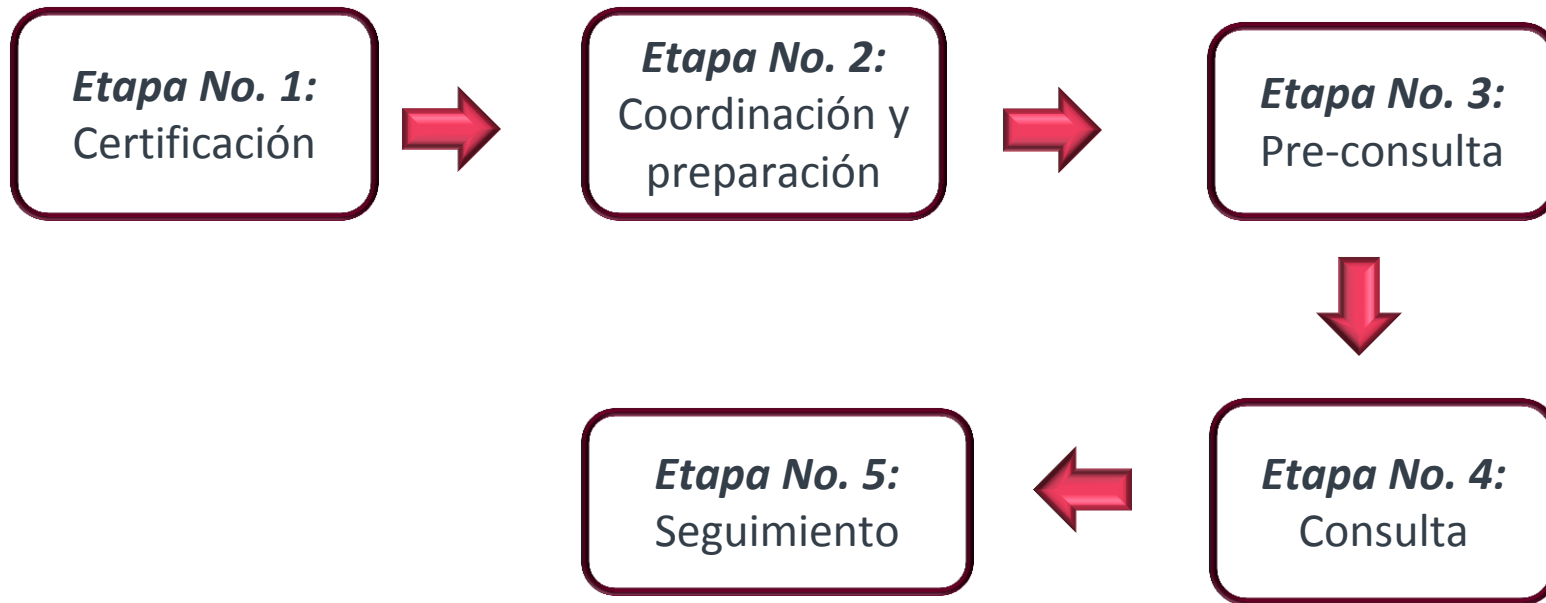 Etapa No. 1:
Certificación
Etapa No. 2:
Coordinación y
preparación
Etapa No. 3:
Pre-consulta
Etapa No. 4:
Consulta
Etapa No. 5:
Seguimiento